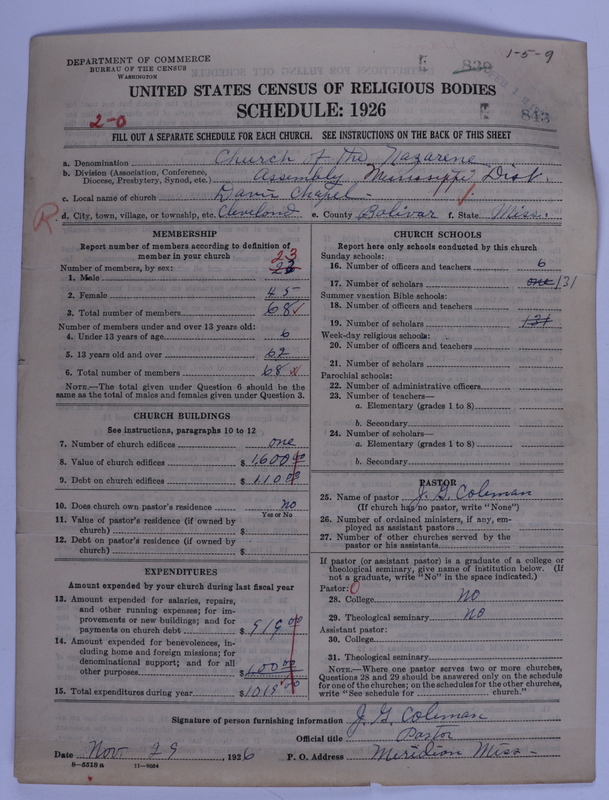 DEPARTMENT OF COMMERCE
BUREAU OF THE CENSUS
WASHINGTON
839
1-5-9
UNITED STATES CENSUS OF RELIGIOUS BODIES
SCHEDULE: 1926
843
2-0
FILL OUT A SEPARATE SCHEDULE FOR EACH CHURCH. SEE INSTRUCTIONS ON THE BACK OF THIS SHEET
a. Denomination Church of the Nazarene
b. Division (Association, Conference, Diocese, Presbytery, Synod, etc.) Assembly Mississippi Dist.
c. Local name of church Davis Chapel
R d. City, town, village, or township, etc. Cleveland e. County Bolivar f. State Miss.
MEMBERSHIP
Report number of members according to definition of member in your church
Number of members, by sex:
1. Male 23
2. Female 45
3. Total number of members 68
Number of members under and over 13 years old:
4. Under 13 years of age 6
5. 13 years old and over 62
6. Total number of members 68
NOTE.—The total given under Question 6 should be the same as the total of males and females given under Question 3.
CHURCH BUILDINGS
See instructions, paragraphs 10 to 12
7. Number of church edifices one
8. Value of church edifices $ 1600 00
9. Debt on church edifices $ 110 00
10. Does church own pastor's residence no
Yes or No
11. Value of pastor's residence (if owned by church) $
12. Debt on pastor's residence (if owned by church) $
EXPENDITURES
Amount expended by your church during last fiscal year
13. Amount expended for salaries, repairs, and other running expenses; for improvements or new buildings; and for payments on church debt $ 919 00
14. Amount expended for benevolences, including home and foreign missions; for denominational support; and for all other purposes $ 100 00
15. Total expenditures during year $ 1019 00
CHURCH SCHOOLS
Report here only schools conducted by this church
Sunday schools:
16. Number of officers and teachers 6
17. Number of scholars one 131
Summer vacation Bible schools:
18. Number of officers and teachers
19. Number of scholars 131
Week-day religious schools:
20. Number of officers and teachers
21. Number of scholars
Parochial schools:
22. Number of administrative officers
23. Number of teachers—
a. Elementary (grades 1 to 8)
b. Secondary
24. Number of scholars—
a. Elementary (grades 1 to 8)
b. Secondary
PASTOR
25. Name of pastor J. G. Coleman
(If church has no pastor, write "None")
26. Number of ordained ministers, if any, employed as assistant pastors
27. Number of other churches served by the pastor or his assistants
If pastor (or assistant pastor) is a graduate of a college or theological seminary, give name of institution below. (If not a graduate, write "No" in the space indicated.)
Pastor: 0
28. College no
29. Theological seminary no
Assistant pastor:
30. College
31. Theological seminary
NOTE.—Where one pastor serves two or more churches, Questions 28 and 29 should be answered only on the schedule for one of the churches; on the schedules for the other churches, write "See schedule for church."
Signature of person furnishing information J. G. Coleman
Official title Pastor
Date Nov 29, 1926 P. O. Address Meridian Miss-
8-5518a 11-9064